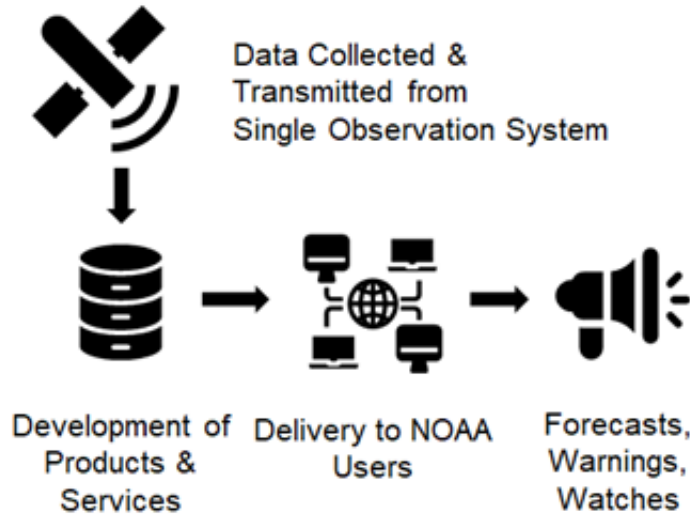 Data Collected &
Transmitted from
Single Observation System
Development of
Products &
Services
Delivery to NOAA
Users
Forecasts,
Warnings,
Watches